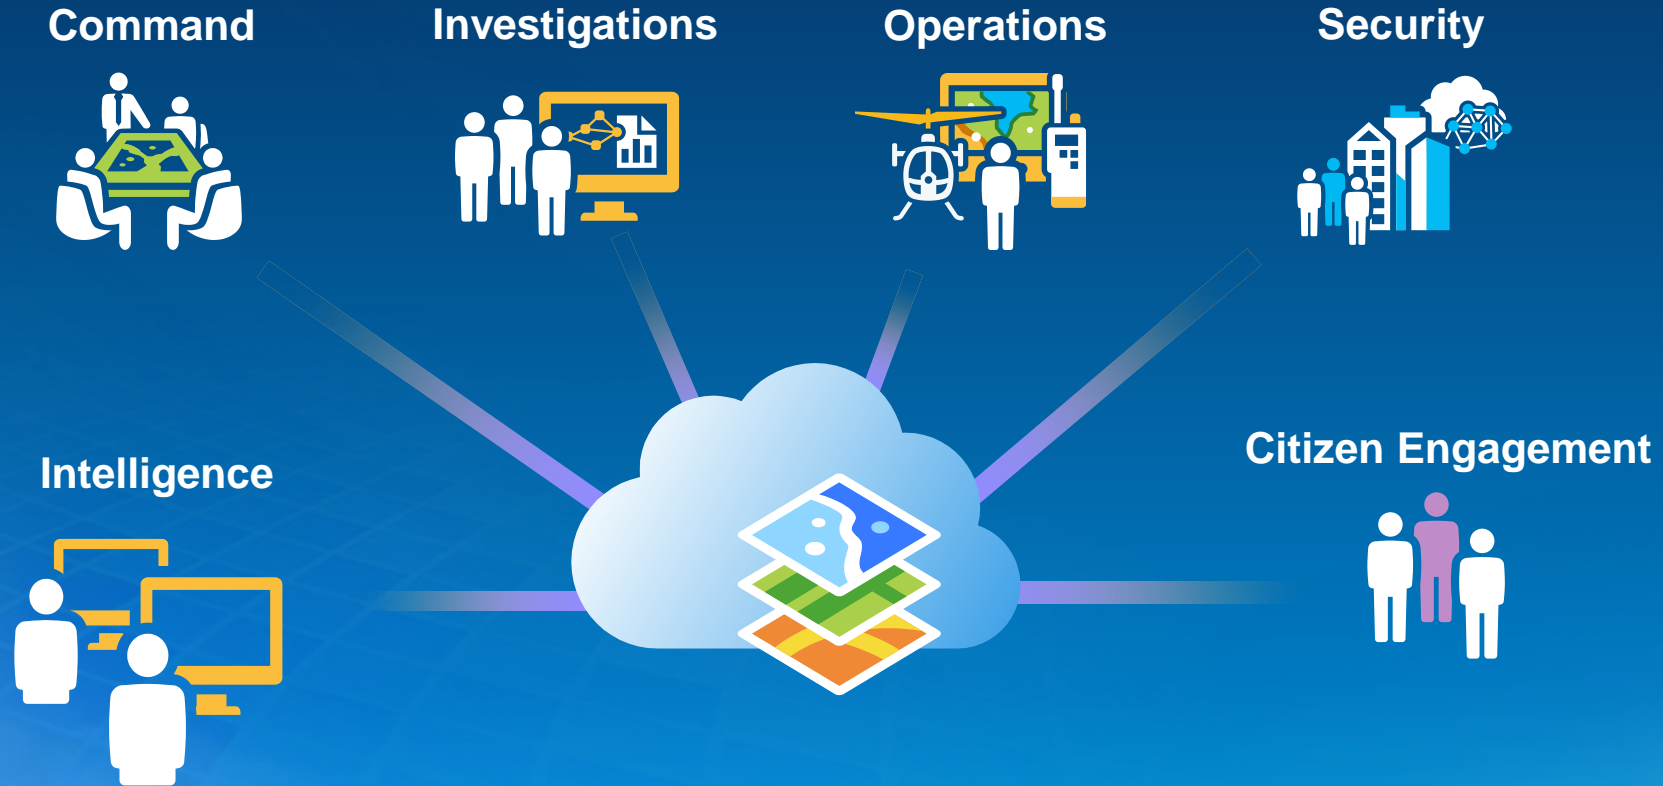 Command
Investigations
Operations
Security
Intelligence
Citizen Engagement